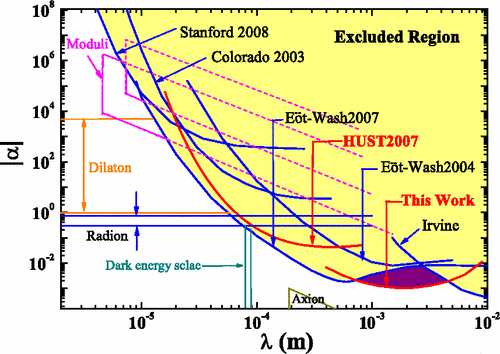 10^8
10^6
10^4
10^2
10^0
10^-2
|α|
Stanford 2008
Moduli
Colorado 2003
Excluded Region
Eöt-Wash2007
HUST2007
Dilaton
Eöt-Wash2004
This Work
Irvine
Radion
Dark energy sclae
Axion
10^-5
10^-4
10^-3
10^-2
λ (m)